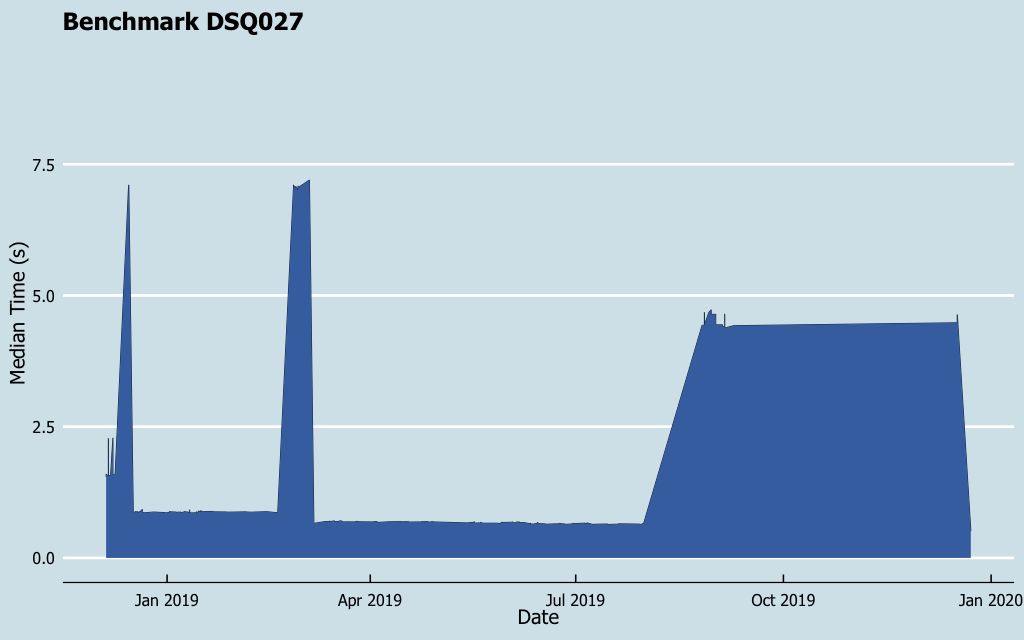 Benchmark DSQ027
7.5
5.0
2.5
0.0
Median Time (s)
Jan 2019
Apr 2019
Jul 2019
Oct 2019
Jan 2020
Date